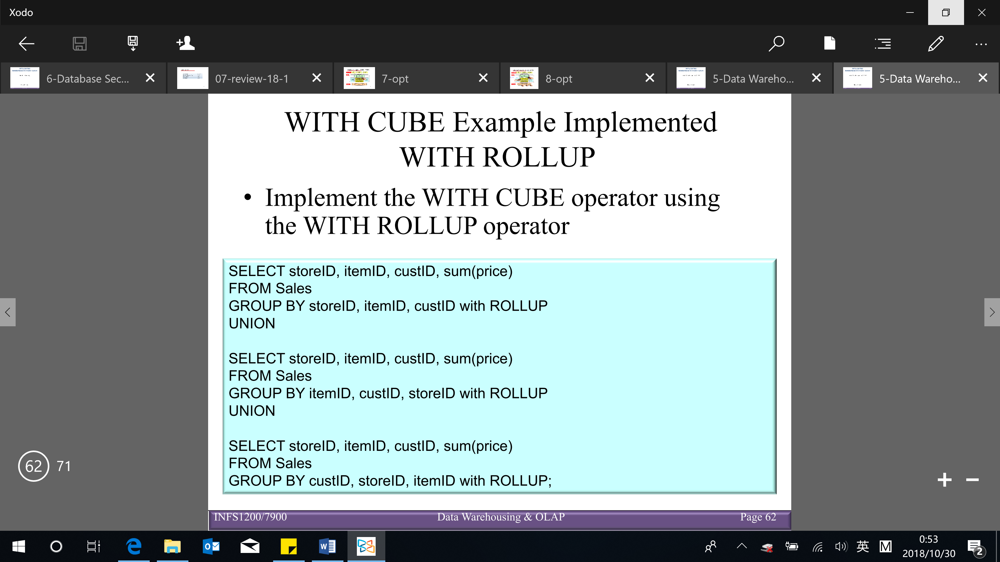 Xodo
6-Database Sec...
07-review-18-1
7-opt
8-opt
5-Data Wareho...
5-Data Wareho...
WITH CUBE Example Implemented
WITH ROLLUP
• Implement the WITH CUBE operator using
the WITH ROLLUP operator
SELECT storeID, itemID, custID, sum(price)
FROM Sales
GROUP BY storeID, itemID, custID with ROLLUP
UNION
SELECT storeID, itemID, custID, sum(price)
FROM Sales
GROUP BY itemID, custID, storeID with ROLLUP
UNION
SELECT storeID, itemID, custID, sum(price)
FROM Sales
GROUP BY custID, storeID, itemID with ROLLUP;
62 71
INFS1200/7900 Data Warehousing & OLAP Page 62
英 M 0:53
2018/10/30
2